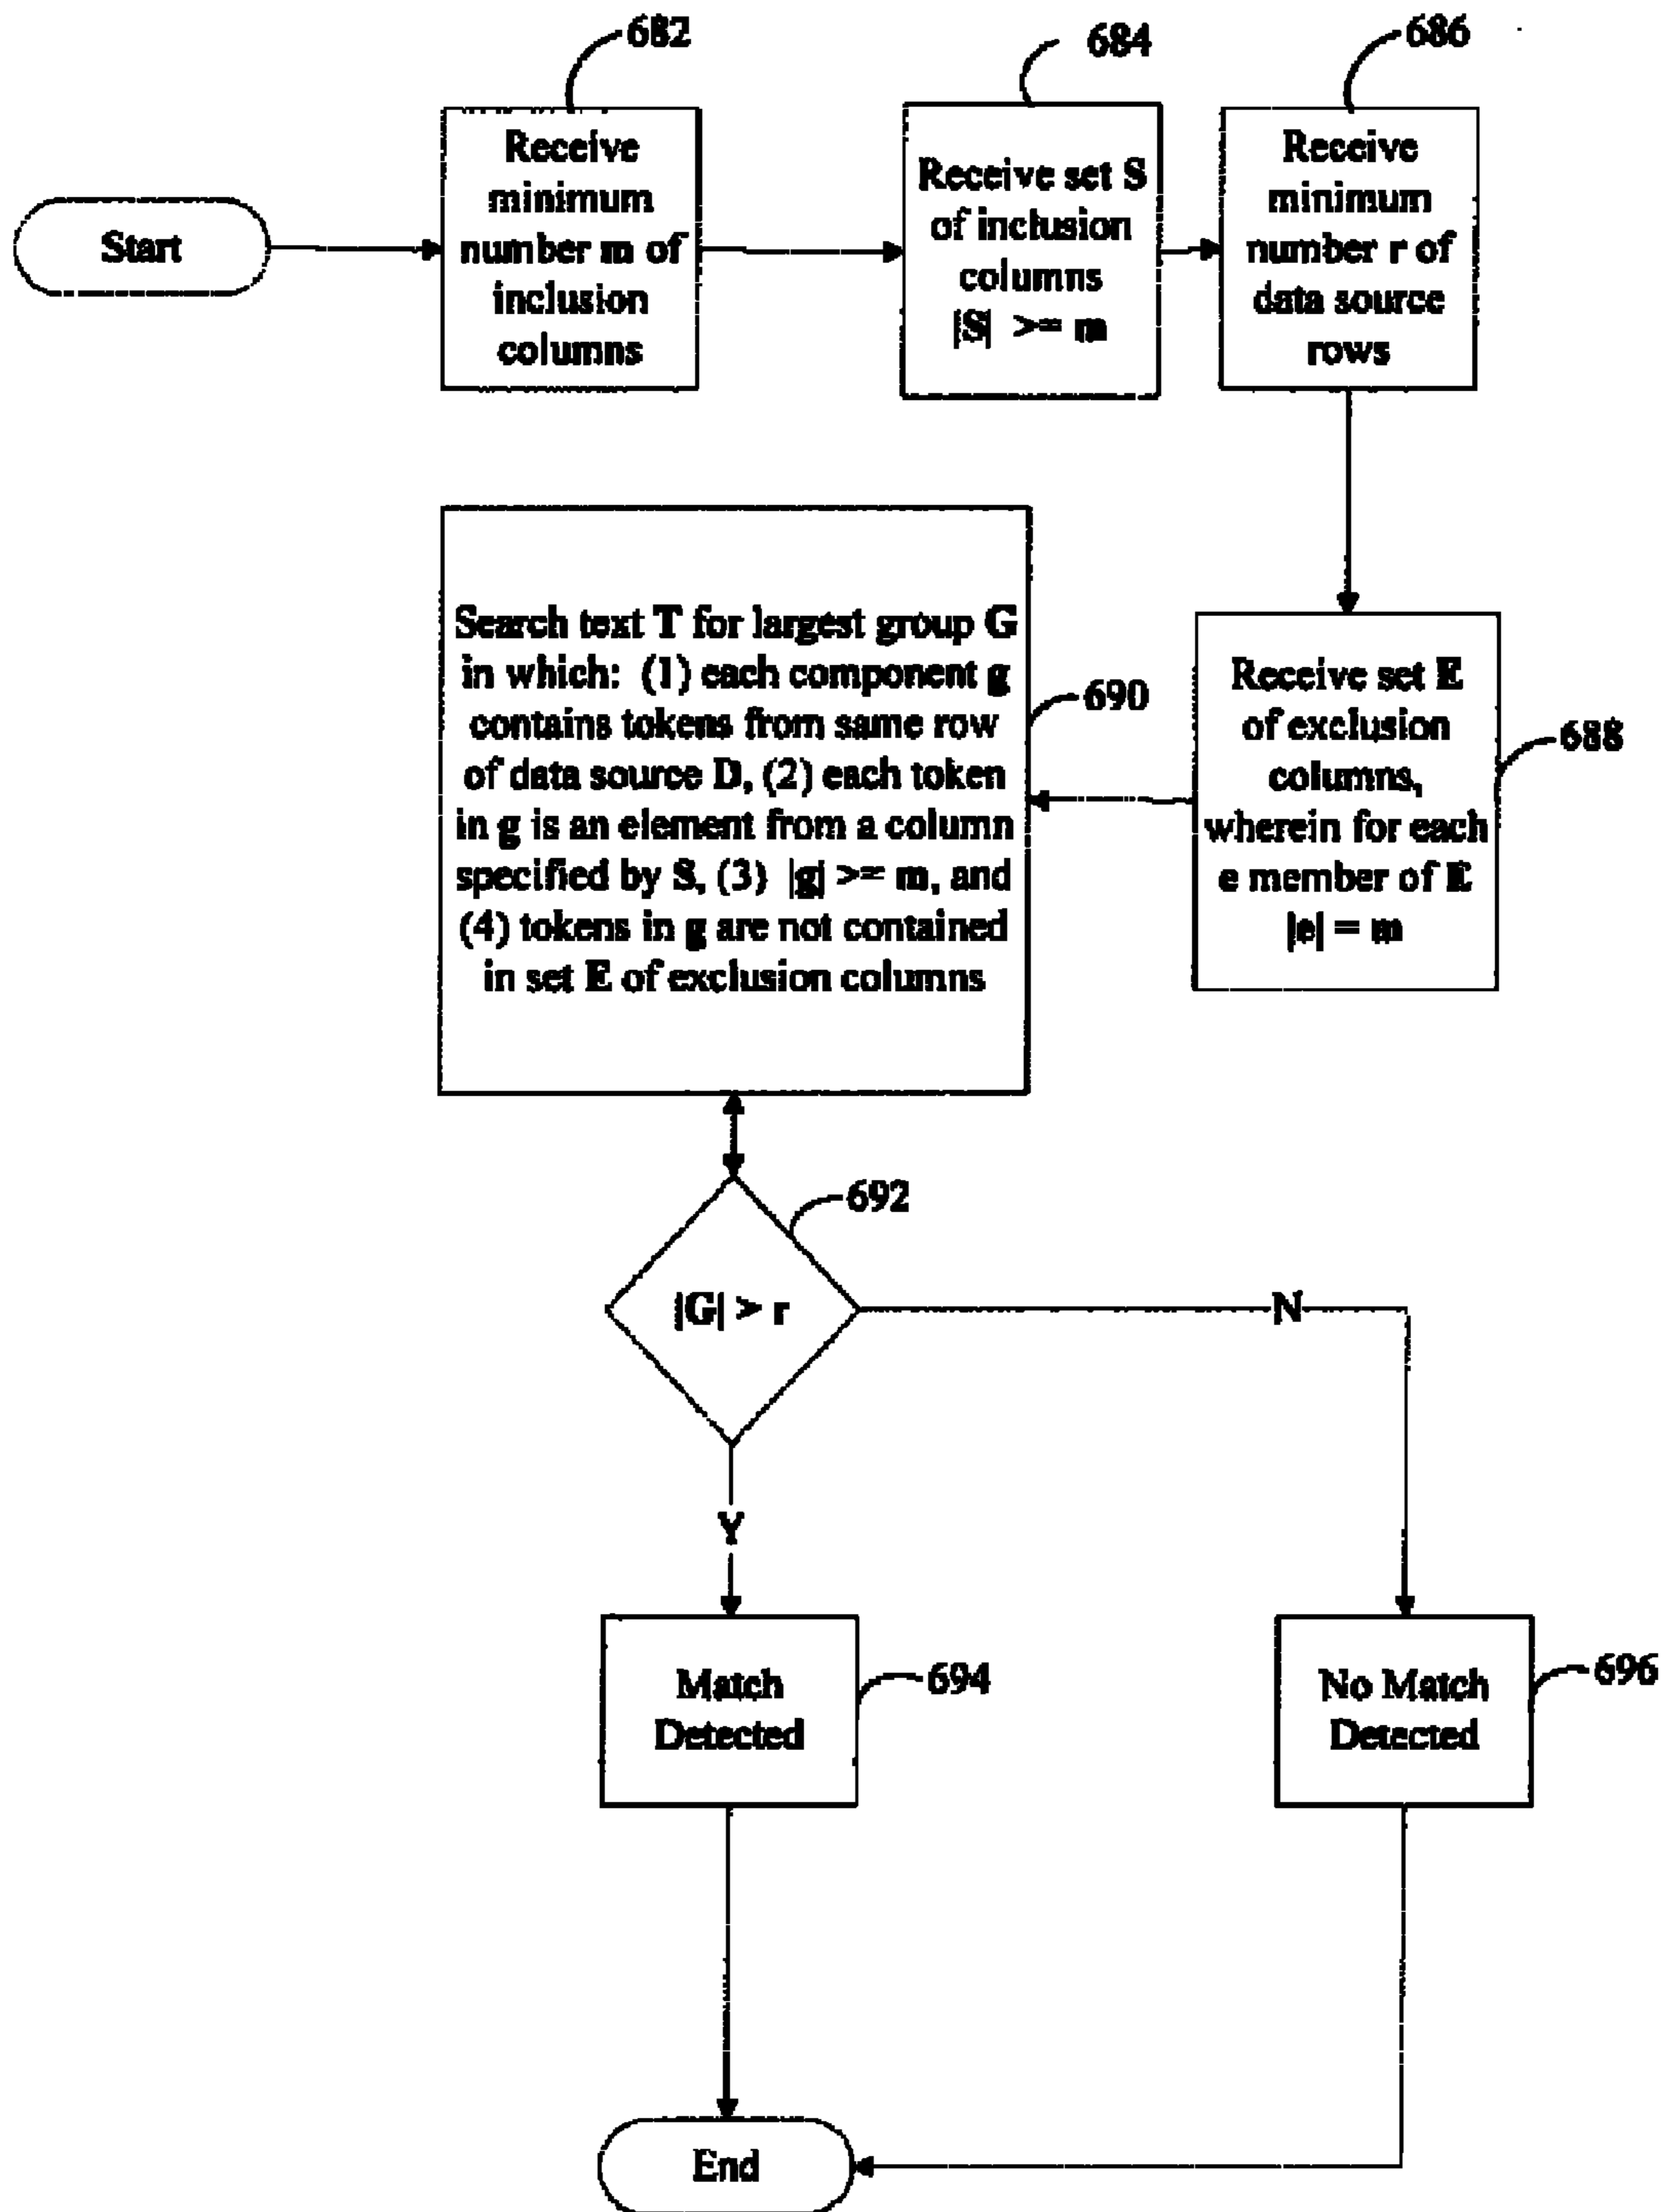 682
684
686
Start
Receive
minimum
number m of
inclusion
columns
Receive set S
of inclusion
columns
|S| >= m
Receive
minimum
number r of
data source
rows
Search text T for largest group G
in which: (1) each component g
contains tokens from same row
of data source D, (2) each token
in g is an element from a column
specified by S, (3) |g| >= m, and
(4) tokens in g are not contained
in set E of exclusion columns
690
Receive set E
of exclusion
columns,
wherein for each
e member of E
|e| = m
688
692
|G| > r
N
Y
Match
Detected
694
No Match
Detected
696
End